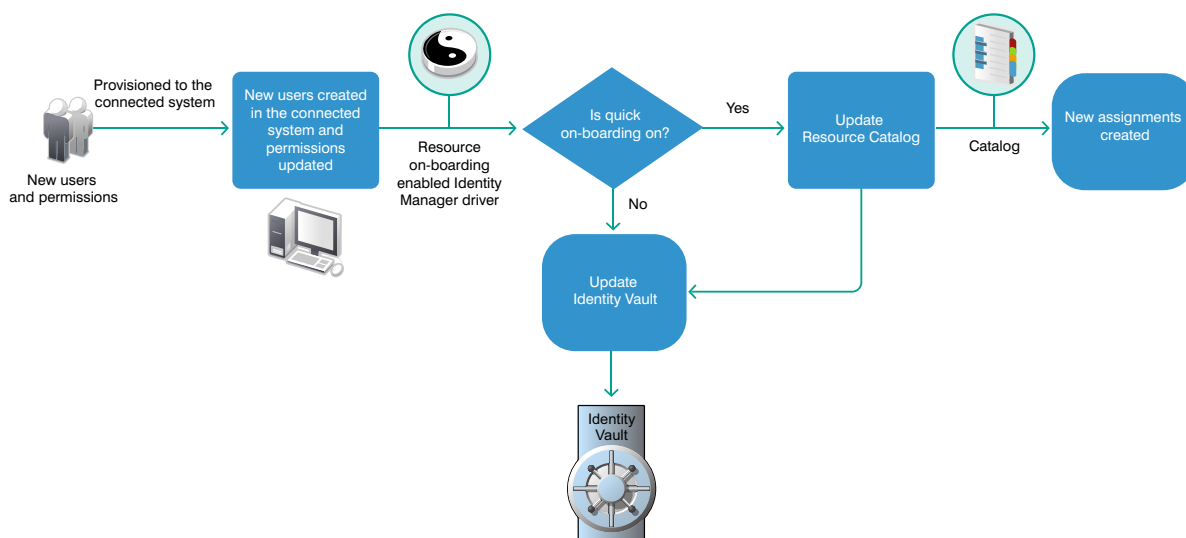 Provisioned to the
connected system
New users
and permissions
New users created
in the connected
system and
permissions
updated
Resource
on-boarding
enabled Identity
Manager driver
Is quick
on-boarding on?
Yes
No
Update
Resource Catalog
Catalog
New assignments
created
Update
Identity Vault
Identity
Vault